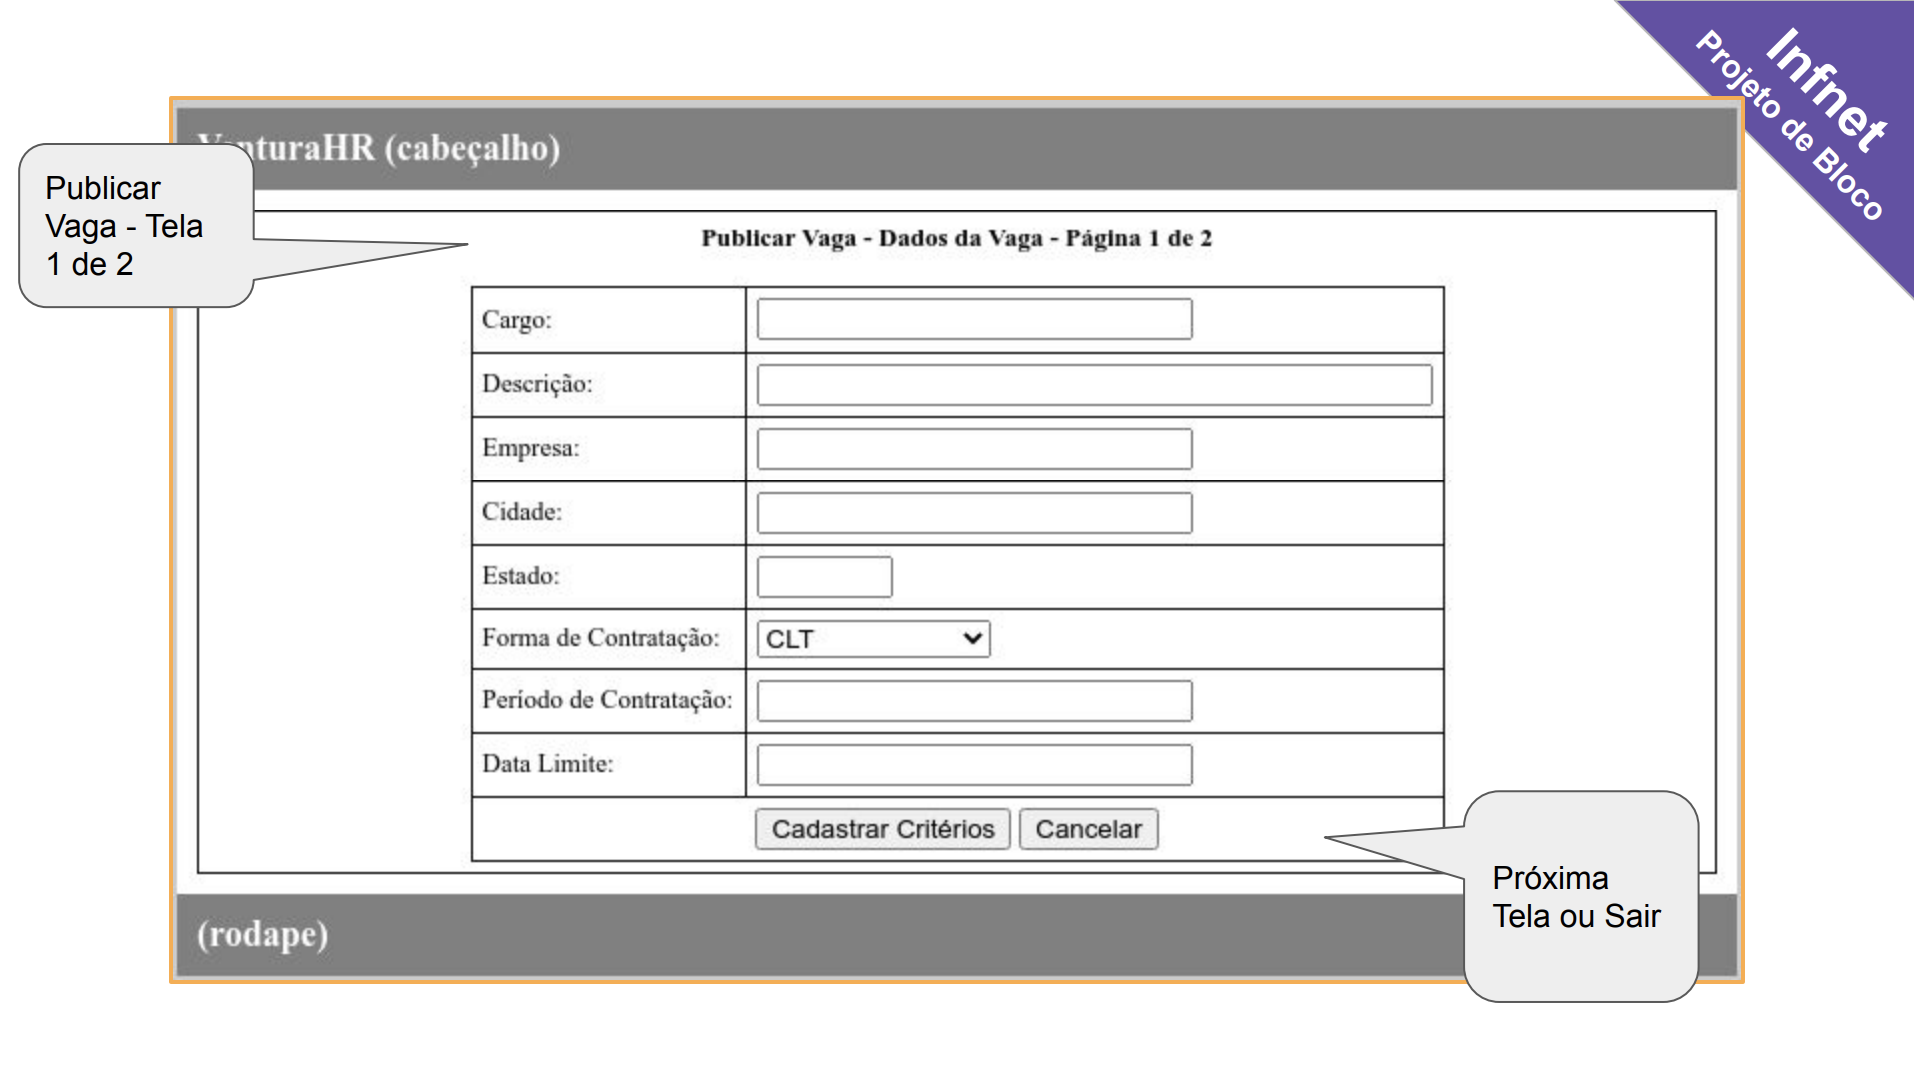 Infnet
Projeto de Bloco
VenturaHR (cabeçalho)
Publicar
Vaga - Tela
1 de 2
Publicar Vaga - Dados da Vaga - Página 1 de 2
Cargo:
Descrição:
Empresa:
Cidade:
Estado:
Forma de Contratação: CLT
Período de Contratação:
Data Limite:
Cadastrar Critérios Cancelar
Próxima
Tela ou Sair
(rodape)